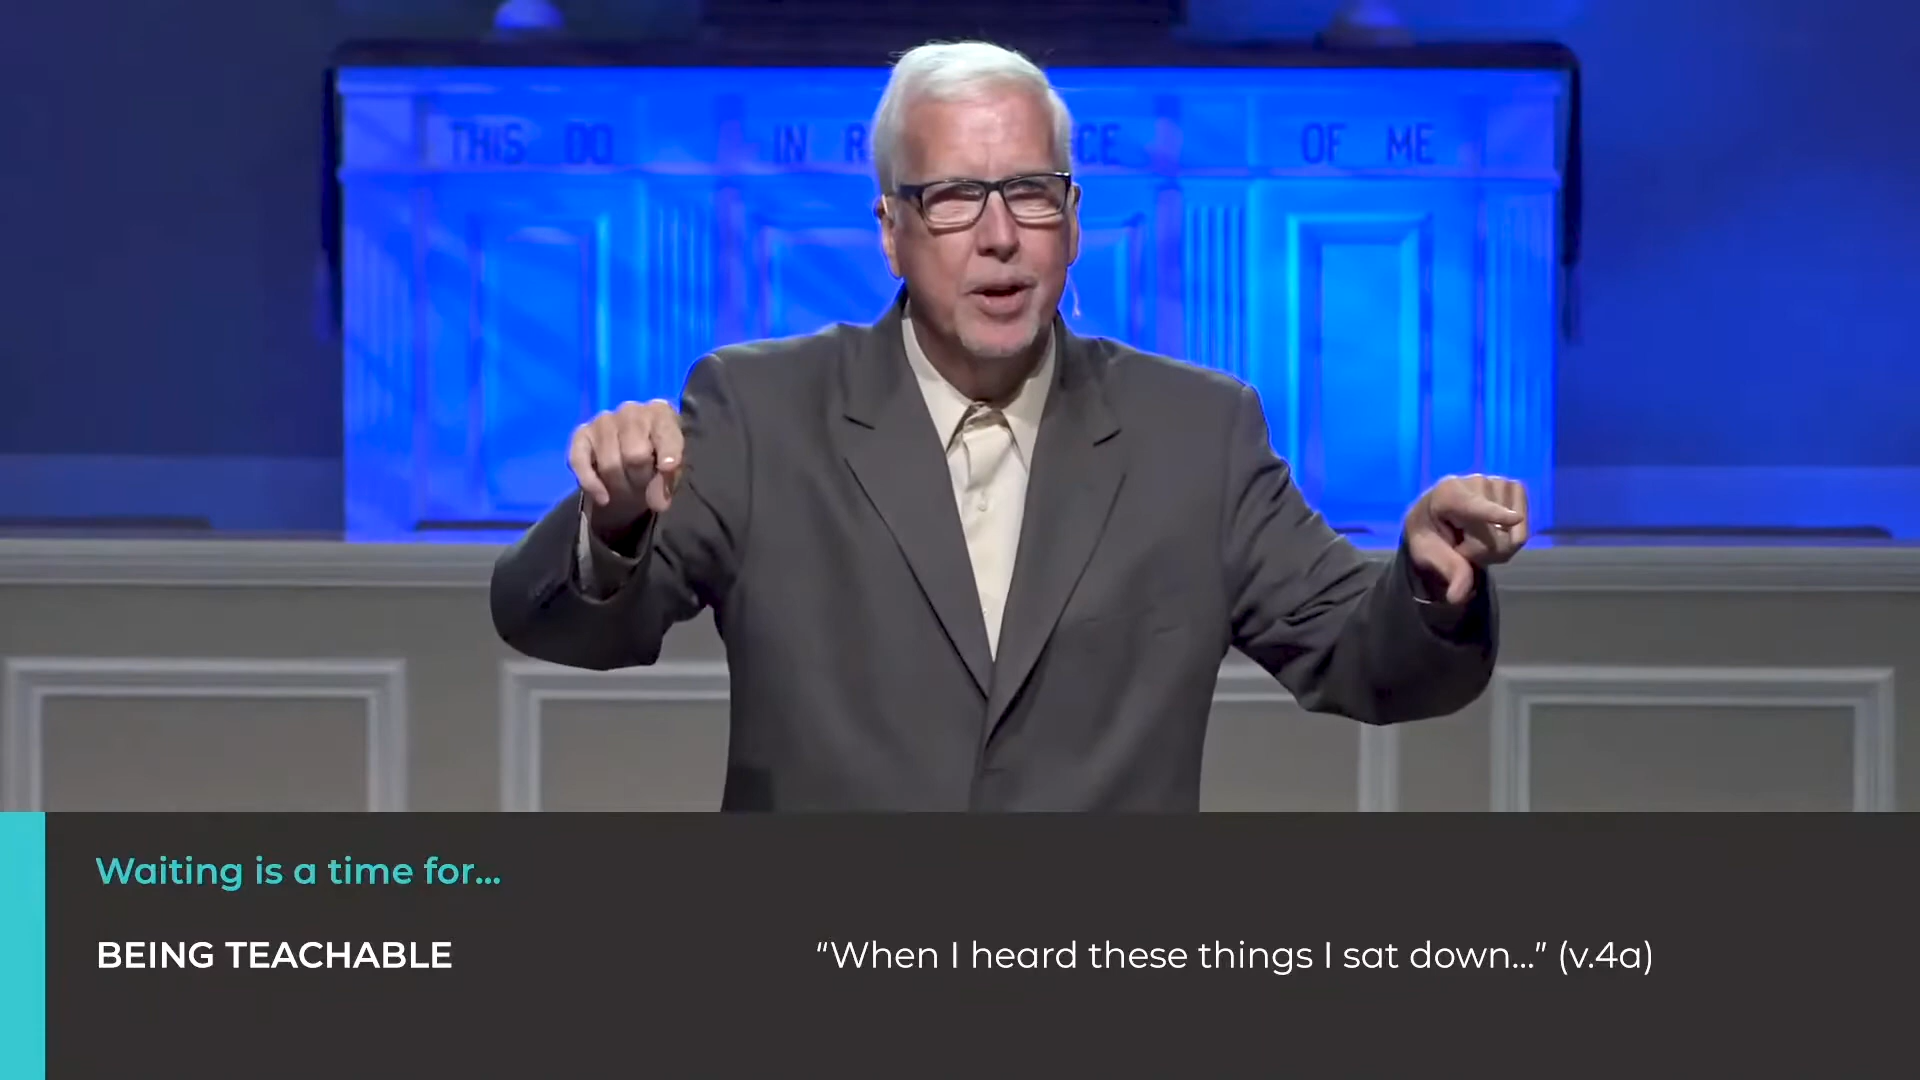 THIS DO IN OF ME
Waiting is a time for...
BEING TEACHABLE
“When I heard these things I sat down...” (v.4a)